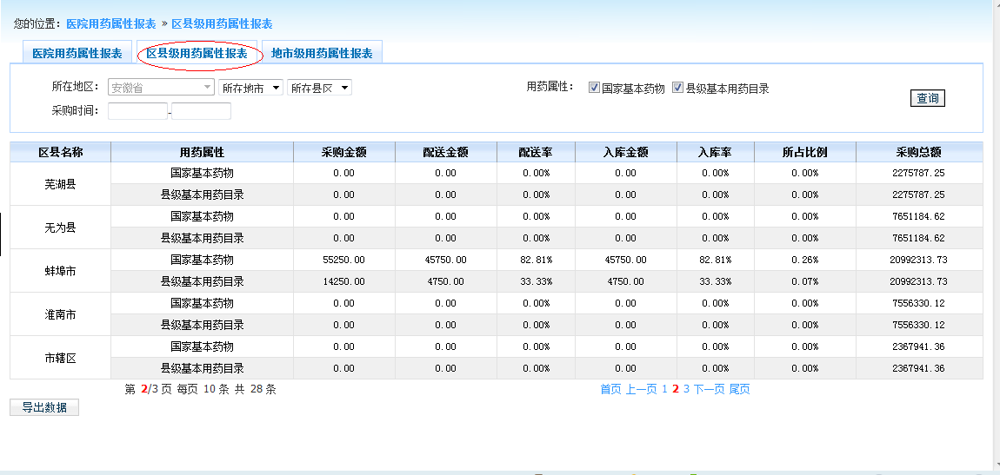 您的位置: 医院用药属性报表 » 区县级用药属性报表
医院用药属性报表 区县级用药属性报表 地市级用药属性报表
所在地区: 安徽省 所在地市 所在县区 用药属性: 国家基本药物 县级基本用药目录
采购时间: - 查询
区县名称 用药属性 采购金额 配送金额 配送率 入库金额 入库率 所占比例 采购总额
芜湖县 国家基本药物 0.00 0.00 0.00% 0.00 0.00% 0.00% 2275787.25
县级基本用药目录 0.00 0.00 0.00% 0.00 0.00% 0.00% 2275787.25
无为县 国家基本药物 0.00 0.00 0.00% 0.00 0.00% 0.00% 7651184.62
县级基本用药目录 0.00 0.00 0.00% 0.00 0.00% 0.00% 7651184.62
蚌埠市 国家基本药物 55250.00 45750.00 82.81% 45750.00 82.81% 0.26% 20992313.73
县级基本用药目录 14250.00 4750.00 33.33% 4750.00 33.33% 0.07% 20992313.73
淮南市 国家基本药物 0.00 0.00 0.00% 0.00 0.00% 0.00% 7556330.12
县级基本用药目录 0.00 0.00 0.00% 0.00 0.00% 0.00% 7556330.12
市辖区 国家基本药物 0.00 0.00 0.00% 0.00 0.00% 0.00% 2367941.36
县级基本用药目录 0.00 0.00 0.00% 0.00 0.00% 0.00% 2367941.36
第 2/3 页 每页 10 条 共 28 条 首页 上一页 1 2 3 下一页 尾页
导出数据